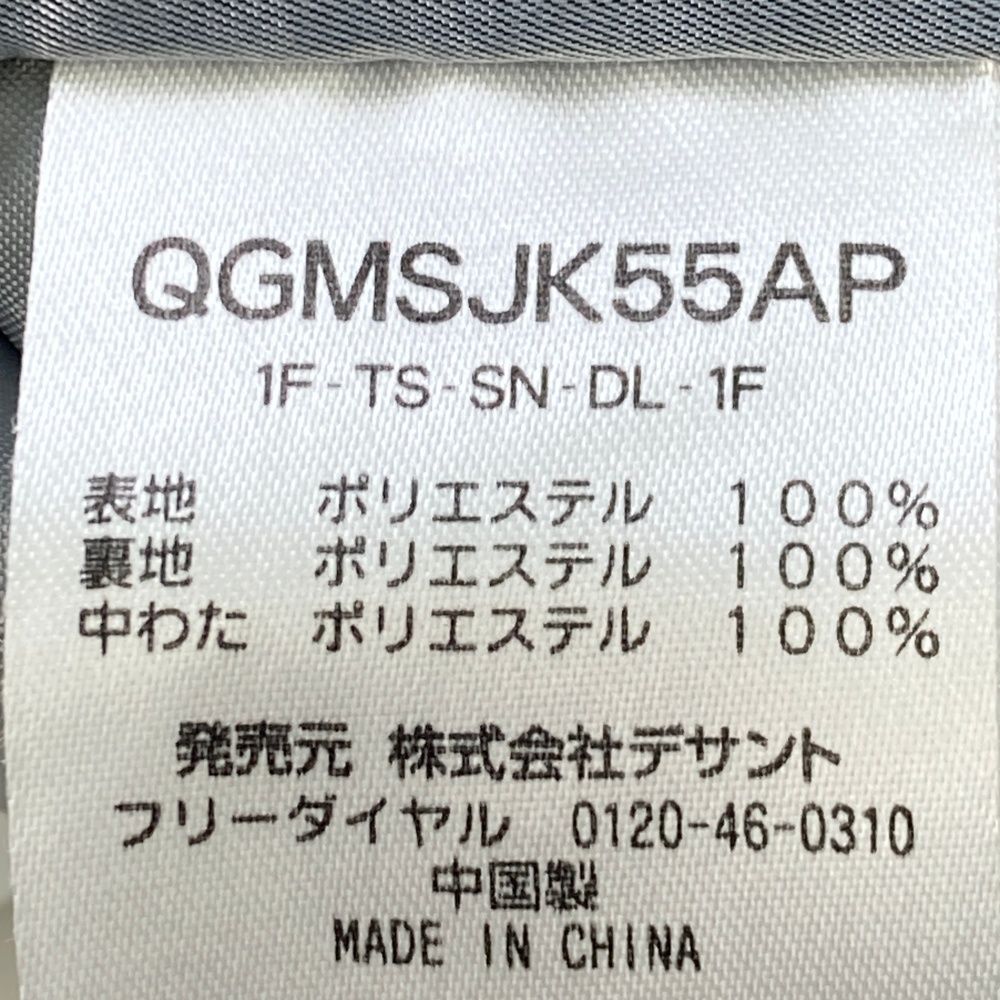 QGMSJK55AP
1F-TS-SN-DL-1F
表地 ポリエステル 100%
裏地 ポリエステル 100%
中わた ポリエステル 100%
発売元 株式会社デサント
フリーダイヤル 0120-46-0310
中国製
MADE IN CHINA